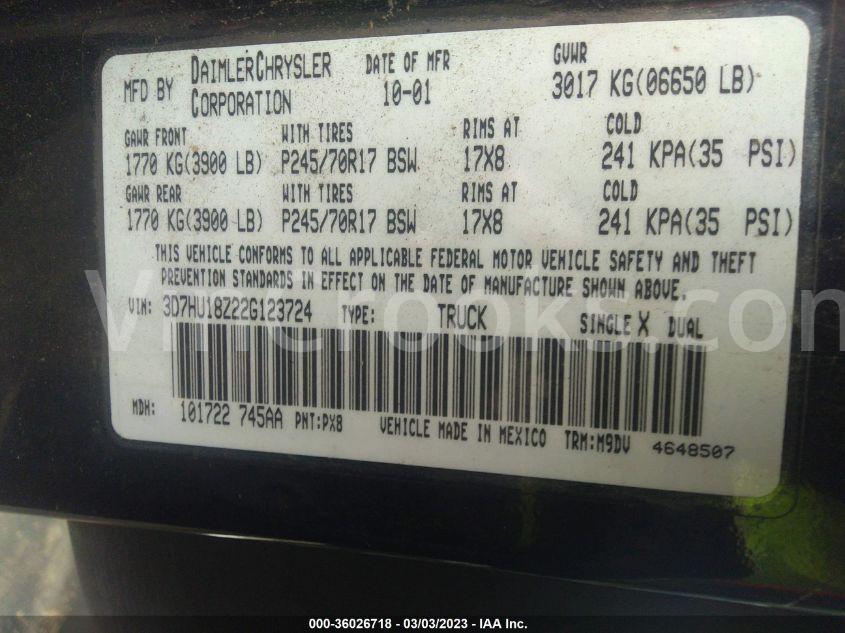 MFD BY DAIMLERCHRYSLER CORPORATION DATE OF MFR 10-01 GVWR 3017 KG(06650 LB)
GAWR FRONT WITH TIRES RIMS AT COLD
1770 KG(3900 LB) P245/70R17 BSW 17X8 241 KPA(35 PSI)
GAWR REAR WITH TIRES RIMS AT COLD
1770 KG(3900 LB) P245/70R17 BSW 17X8 241 KPA(35 PSI)
THIS VEHICLE CONFORMS TO ALL APPLICABLE FEDERAL MOTOR VEHICLE SAFETY AND THEFT
PREVENTION STANDARDS IN EFFECT ON THE DATE OF MANUFACTURE SHOWN ABOVE.
VIN: 3D7HU18Z22G123724 TYPE: TRUCK SINGLE X DUAL
MDH: 101722 745AA PNT:PX8 VEHICLE MADE IN MEXICO TRM:M9DV 4648507
VinCrooks.com
000-36026718 — 03/03/2023 — IAA Inc.